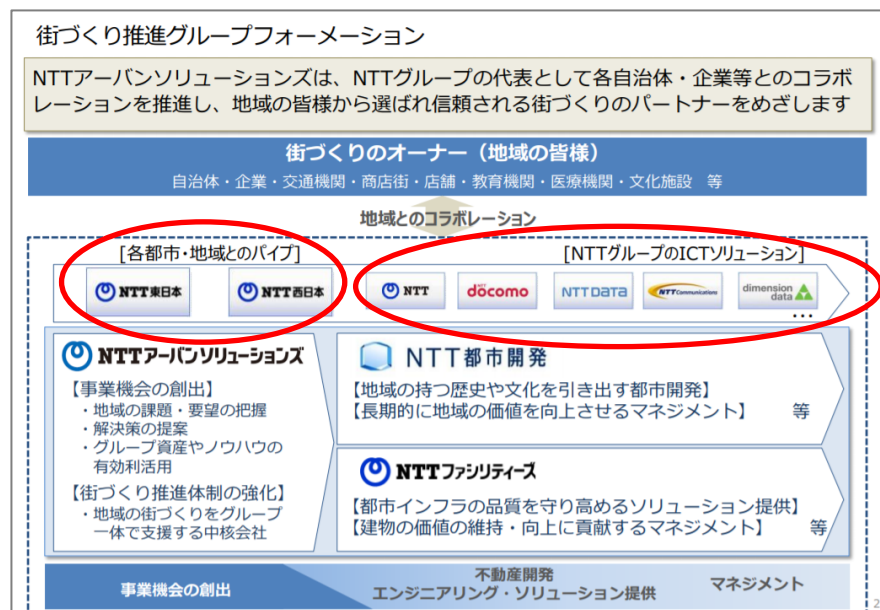 街づくり推進グループフォーメーション
NTTアーバンソリューションズは、NTTグループの代表として各自治体・企業等とのコラボ
レーションを推進し、地域の皆様から選ばれ信頼される街づくりのパートナーをめざします
街づくりのオーナー（地域の皆様）
自治体・企業・交通機関・商店街・店舗・教育機関・医療機関・文化施設　等
地域とのコラボレーション
[各都市・地域とのパイプ]
[NTTグループのICTソリューション]
NTT東日本
NTT西日本
NTT
NTT
döcomo
NTT DATA
NTT Communications
dimension
data
...
NTTアーバンソリューションズ
【事業機会の創出】
・地域の課題・要望の把握
・解決策の提案
・グループ資産やノウハウの
有効利活用
【街づくり推進体制の強化】
・地域の街づくりをグループ
一体で支援する中核会社
NTT都市開発
【地域の持つ歴史や文化を引き出す都市開発】
【長期的に地域の価値を向上させるマネジメント】　等
NTTファシリティーズ
【都市インフラの品質を守り高めるソリューション提供】
【建物の価値の維持・向上に貢献するマネジメント】　等
事業機会の創出
不動産開発
エンジニアリング・ソリューション提供
マネジメント
2